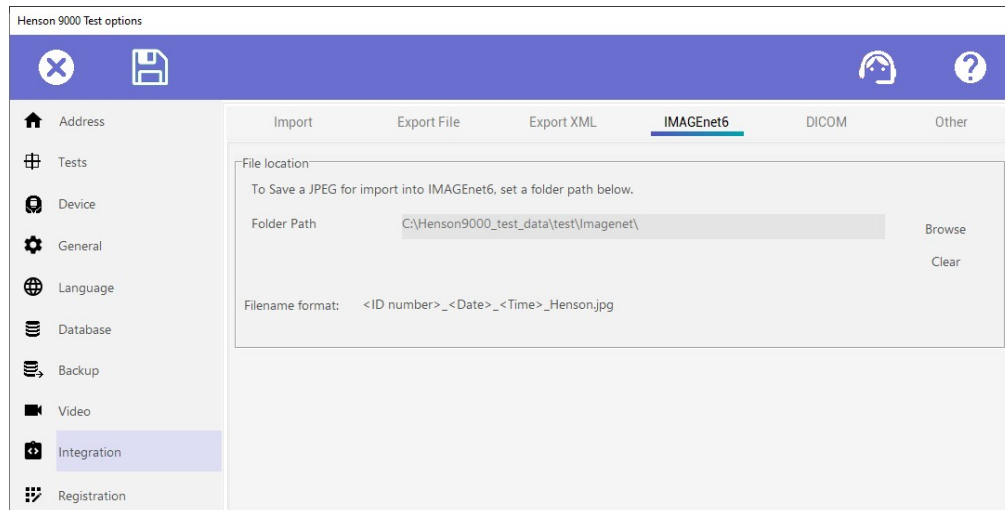 Henson 9000 Test options
Address
Tests
Device
General
Language
Database
Backup
Video
Integration
Registration
Import Export File Export XML IMAGEnet6 DICOM Other
File location
To Save a JPEG for import into IMAGEnet6, set a folder path below.
Folder Path C:\Henson9000_test_data\test\Imagenet\
Browse
Clear
Filename format: <ID number>_<Date>_<Time>_Henson.jpg